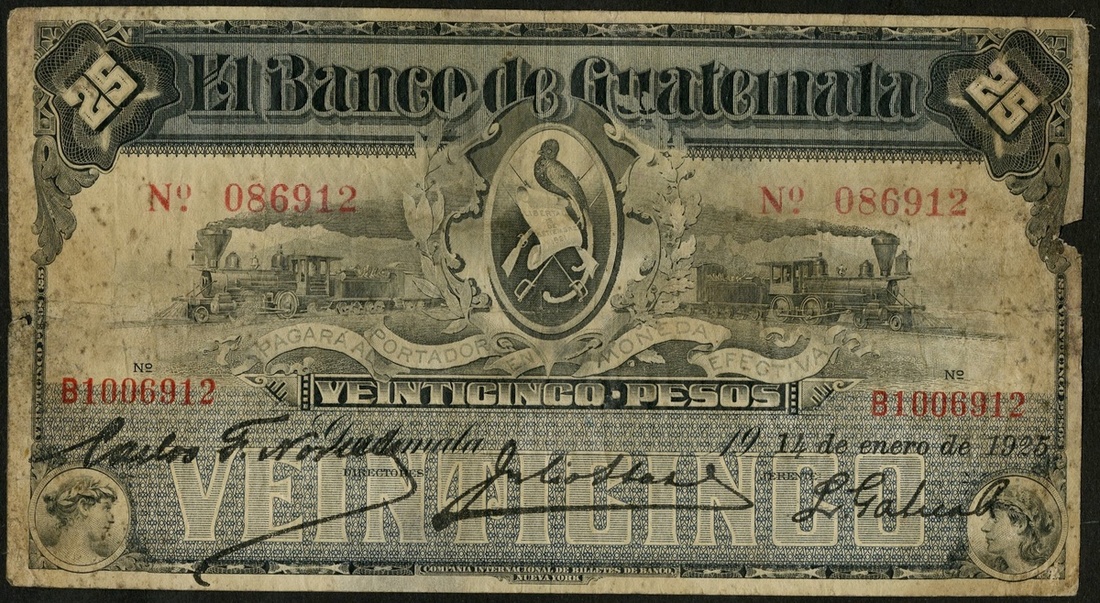 25 El Banco de Guatemala 25
Nº 086912 Nº 086912
LIBERTAD
PAGARA AL PORTADOR EN MONEDA EFECTIVA
VEINTICINCO PESOS
Nº Nº
B1006912 B1006912
Guatemala 19 14 de enero de 1925
Carlos F.
DIRECTORES GERENTE
VEINTICINCO
COMPAÑIA INTERNACIONAL DE BILLETES DE BANCO
NUEVA YORK